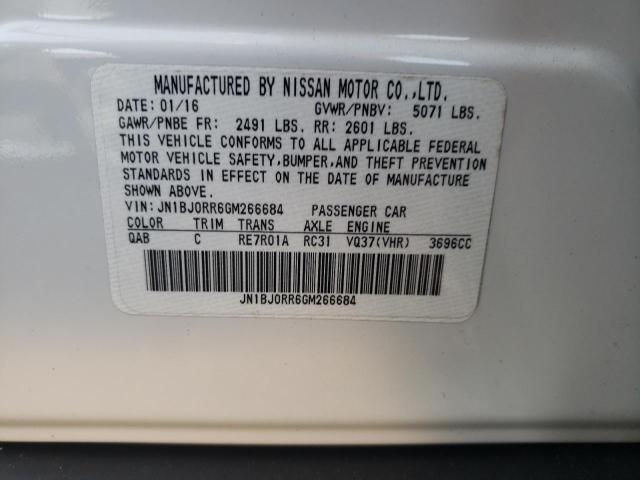 MANUFACTURED BY NISSAN MOTOR CO.,LTD.
DATE: 01/16 GVWR/PNBV: 5071 LBS.
GAWR/PNBE FR: 2491 LBS. RR: 2601 LBS.
THIS VEHICLE CONFORMS TO ALL APPLICABLE FEDERAL
MOTOR VEHICLE SAFETY,BUMPER,AND THEFT PREVENTION
STANDARDS IN EFFECT ON THE DATE OF MANUFACTURE
SHOWN ABOVE.
VIN: JN1BJ0RR6GM266684 PASSENGER CAR
COLOR TRIM TRANS AXLE ENGINE
QAB C RE7R01A RC31 VQ37(VHR) 3696CC
JN1BJ0RR6GM266684